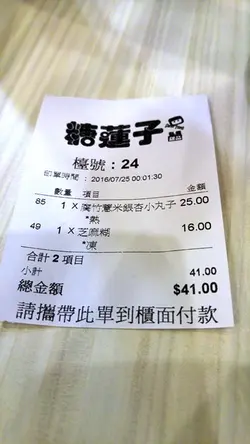 糖蓮子
檯號：24
印單時間：2016/07/25 00:01:30
數量 項目 金額
65 1 X 腐竹薏米銀杏小丸子 25.00
*熱
49 1 X 芝麻糊 16.00
*凍
合計 2 項目
小計 41.00
總金額 $41.00
請攜帶此單到櫃面付款